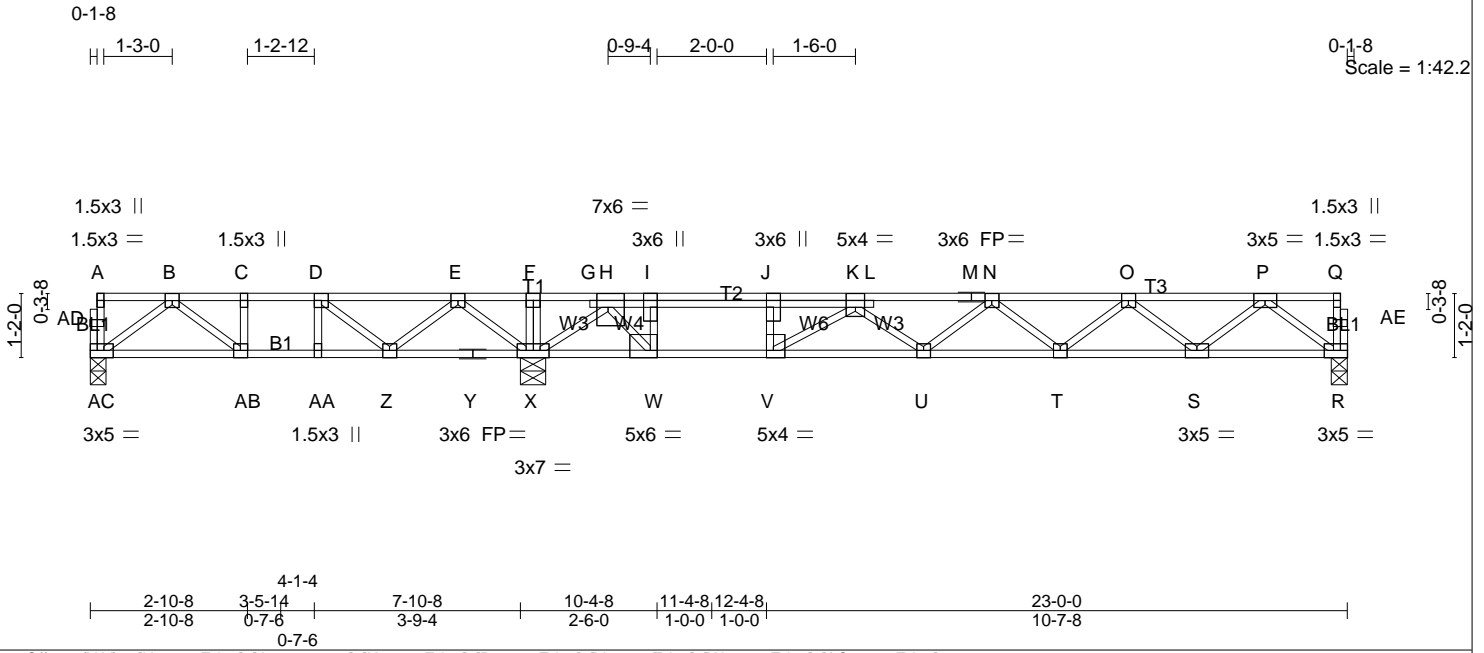 0-1-8
1-3-0 1-2-12 0-9-4 2-0-0 1-6-0 0-1-8
Scale = 1:42.2
1.5x3 || 7x6 = 1.5x3 ||
1.5x3 = 1.5x3 || 3x6 || 3x6 || 5x4 = 3x6 FP= 3x5 = 1.5x3 =
A B C D E F G H I J K L M N O P Q
T1 T2 T3
1-2-0 0-3-8 0-3-8 1-2-0
AD BL1 W3 W4 W6 W3 BL1 AE
B1
AC AB AA Z Y X W V U T S R
3x5 = 1.5x3 || 3x6 FP= 5x6 = 5x4 = 3x5 = 3x5 =
3x7 =
4-1-4
2-10-8 3-5-14 7-10-8 10-4-8 11-4-8 12-4-8 23-0-0
2-10-8 0-7-6 3-9-4 2-6-0 1-0-0 1-0-0 10-7-8
0-7-6